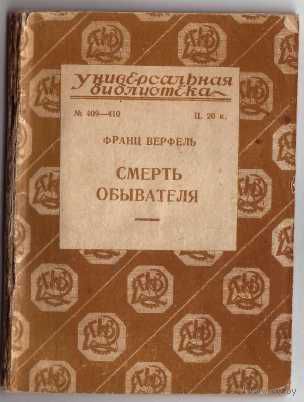 Универсальная
библиотека
№ 409—410 Ц. 20 к.
ФРАНЦ ВЕРФЕЛЬ
СМЕРТЬ
ОБЫВАТЕЛЯ